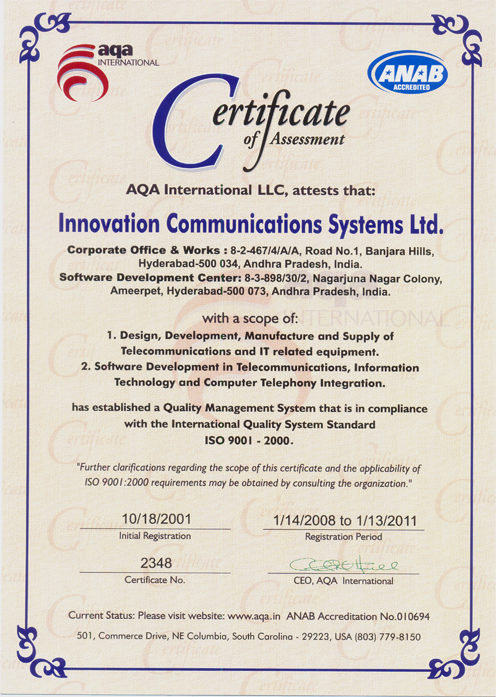 aqa
INTERNATIONAL
ANAB
ACCREDITED
Certificate
of Assessment
AQA International LLC, attests that:
Innovation Communications Systems Ltd.
Corporate Office & Works : 8-2-467/4/A/A, Road No.1, Banjara Hills,
Hyderabad-500 034, Andhra Pradesh, India.
Software Development Center: 8-3-898/30/2, Nagarjuna Nagar Colony,
Ameerpet, Hyderabad-500 073, Andhra Pradesh, India.
with a scope of:
1. Design, Development, Manufacture and Supply of
Telecommunications and IT related equipment.
2. Software Development in Telecommunications, Information
Technology and Computer Telephony Integration.
has established a Quality Management System that is in compliance
with the International Quality System Standard
ISO 9001 - 2000.
"Further clarifications regarding the scope of this certificate and the applicability of
ISO 9001:2000 requirements may be obtained by consulting the organization."
10/18/2001 1/14/2008 to 1/13/2011
Initial Registration Registration Period
2348
Certificate No. CEO, AQA International
Current Status: Please visit website: www.aqa.in ANAB Accreditation No.010694
501, Commerce Drive, NE Columbia, South Carolina - 29223, USA (803) 779-8150